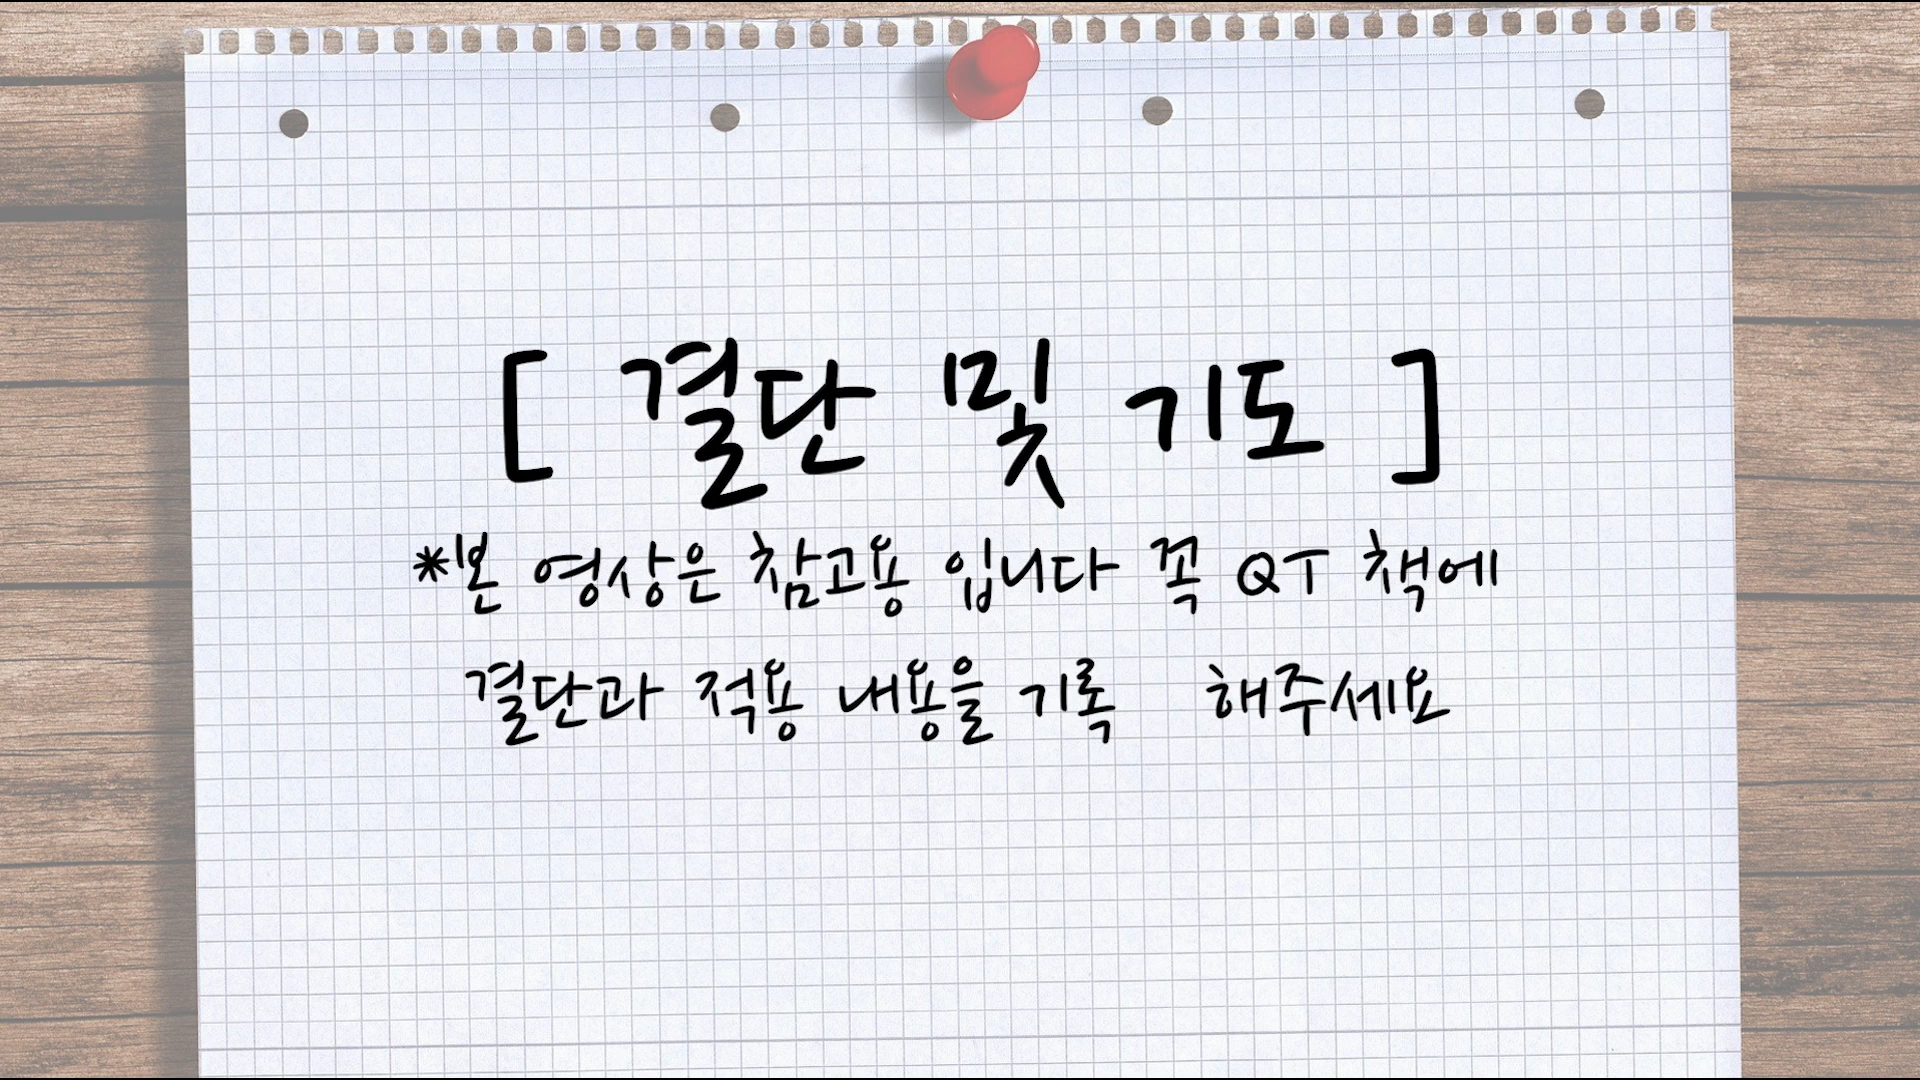 [ 결단 및 기도 ]
*본 영상은 참고용 입니다 꼭 QT 책에
결단과 적용 내용을 기록 해주세요